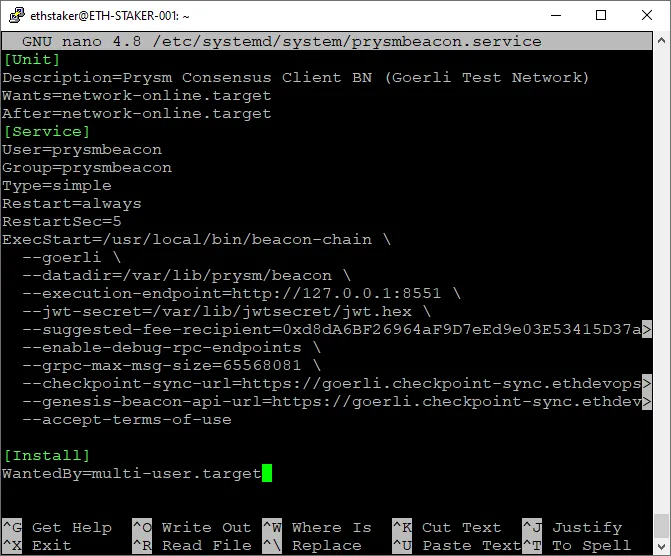 ethstaker@ETH-STAKER-001: ~
GNU nano 4.8 /etc/systemd/system/prysmbeacon.service
[Unit]
Description=Prysm Consensus Client BN (Goerli Test Network)
Wants=network-online.target
After=network-online.target
[Service]
User=prysmbeacon
Group=prysmbeacon
Type=simple
Restart=always
RestartSec=5
ExecStart=/usr/local/bin/beacon-chain \
  --goerli \
  --datadir=/var/lib/prysm/beacon \
  --execution-endpoint=http://127.0.0.1:8551 \
  --jwt-secret=/var/lib/jwtsecret/jwt.hex \
  --suggested-fee-recipient=0xd8dA6BF26964aF9D7eEd9e03E53415D37a>
  --enable-debug-rpc-endpoints \
  --grpc-max-msg-size=65568081 \
  --checkpoint-sync-url=https://goerli.checkpoint-sync.ethdevops>
  --genesis-beacon-api-url=https://goerli.checkpoint-sync.ethdev>
  --accept-terms-of-use
[Install]
WantedBy=multi-user.target
^G Get Help ^O Write Out ^W Where Is ^K Cut Text ^J Justify
^X Exit ^R Read File ^\ Replace ^U Paste Text ^T To Spell